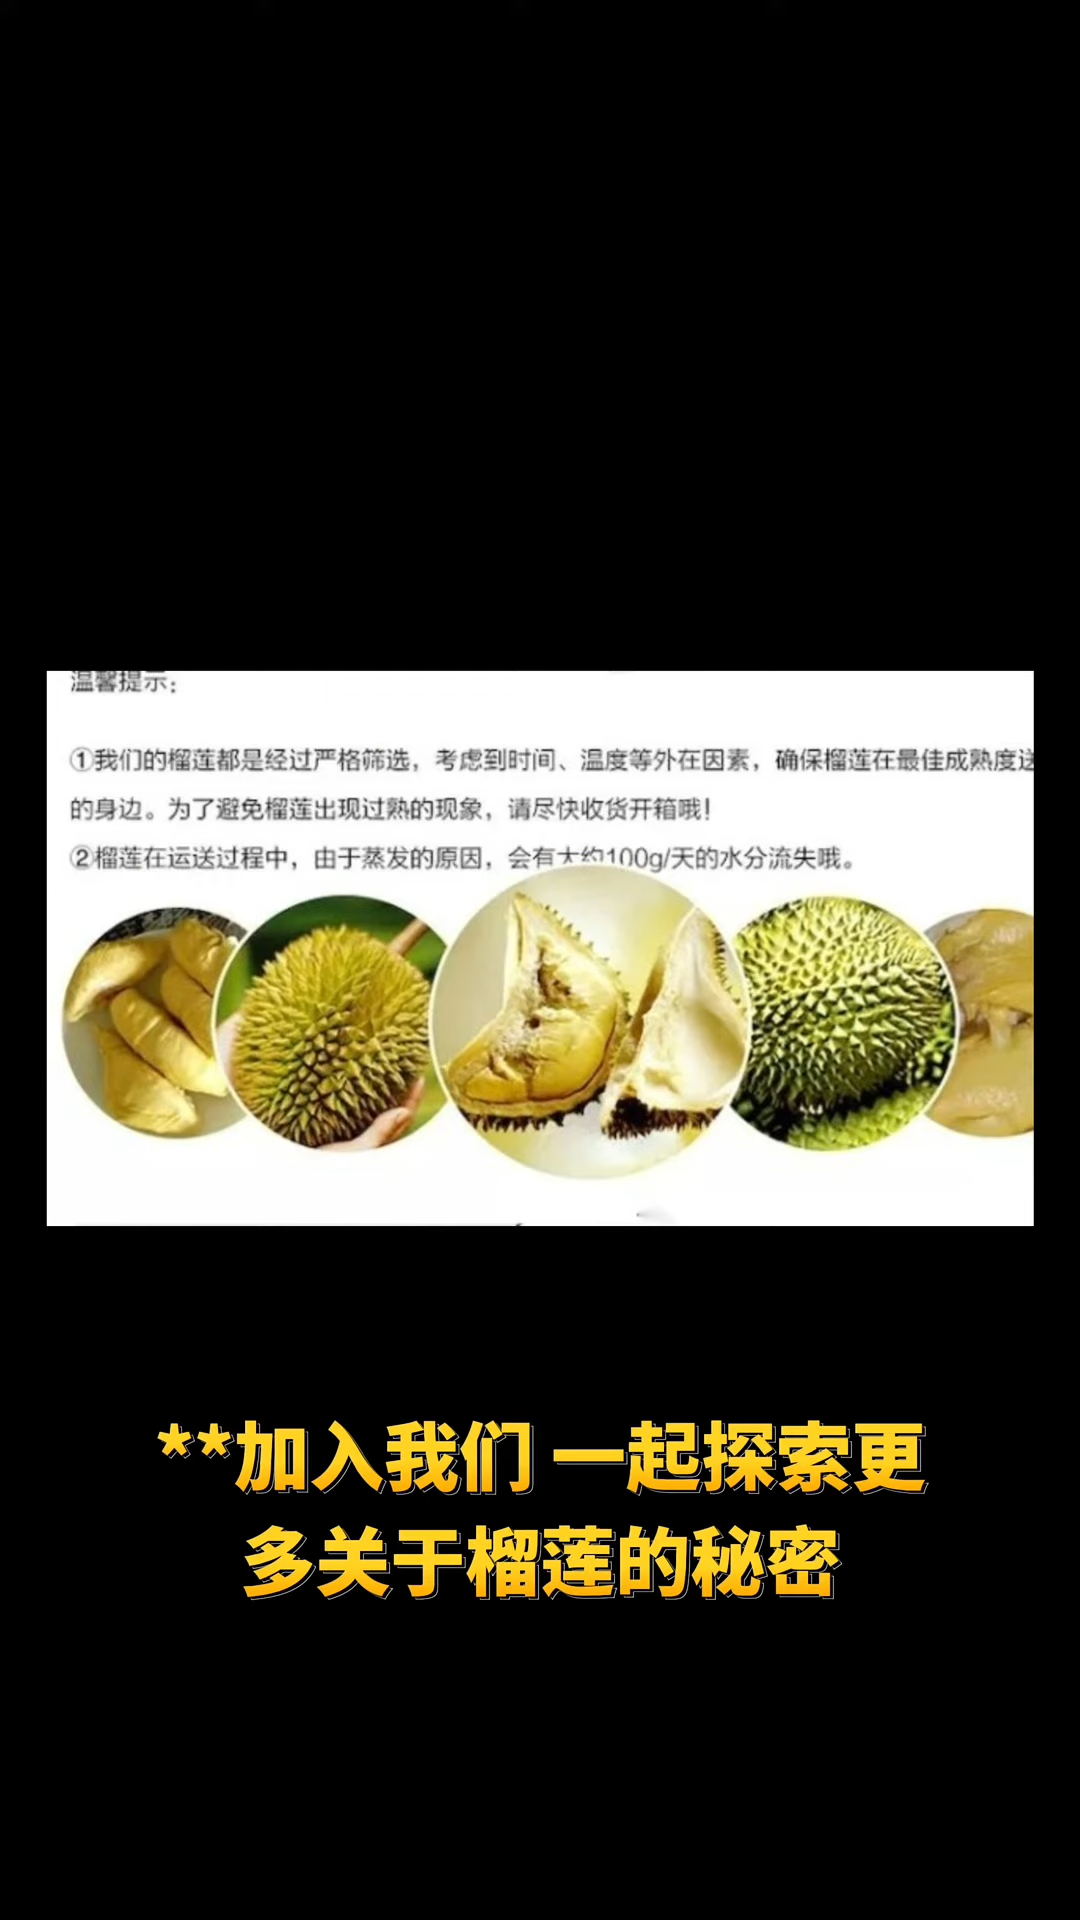 温馨提示：
①我们的榴莲都是经过严格筛选，考虑到时间、温度等外在因素，确保榴莲在最佳成熟度送
的身边。为了避免榴莲出现过熟的现象，请尽快收货开箱哦！
②榴莲在运送过程中，由于蒸发的原因，会有大约100g/天的水分流失哦。
**加入我们 一起探索更
多关于榴莲的秘密